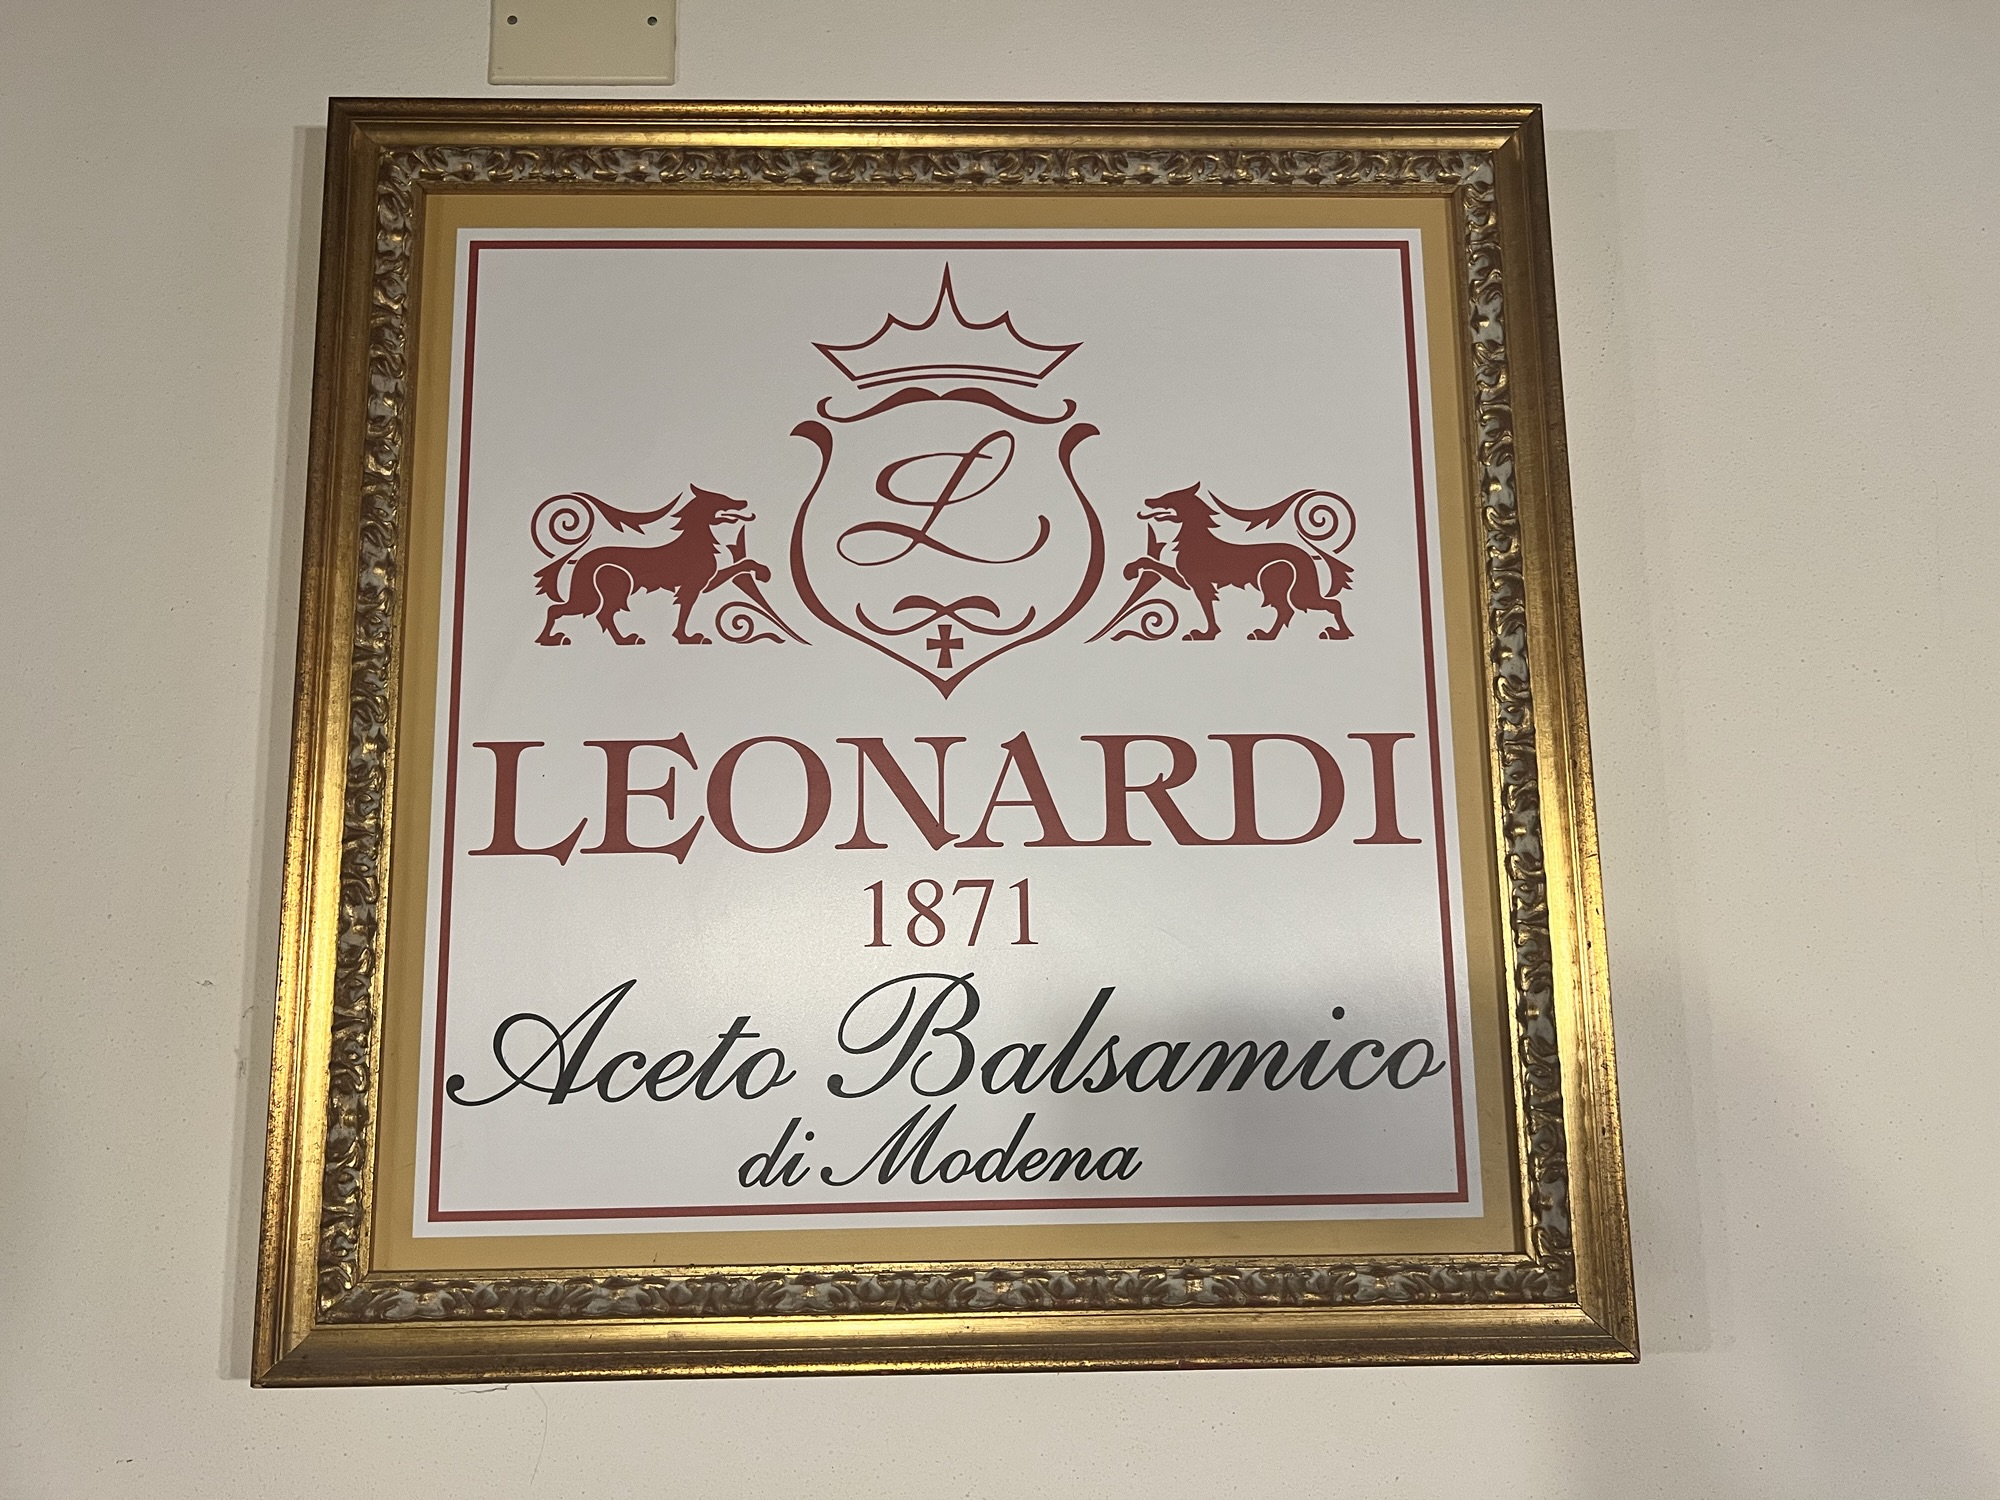 L
LEONARDI
1871
Aceto Balsamico
di Modena